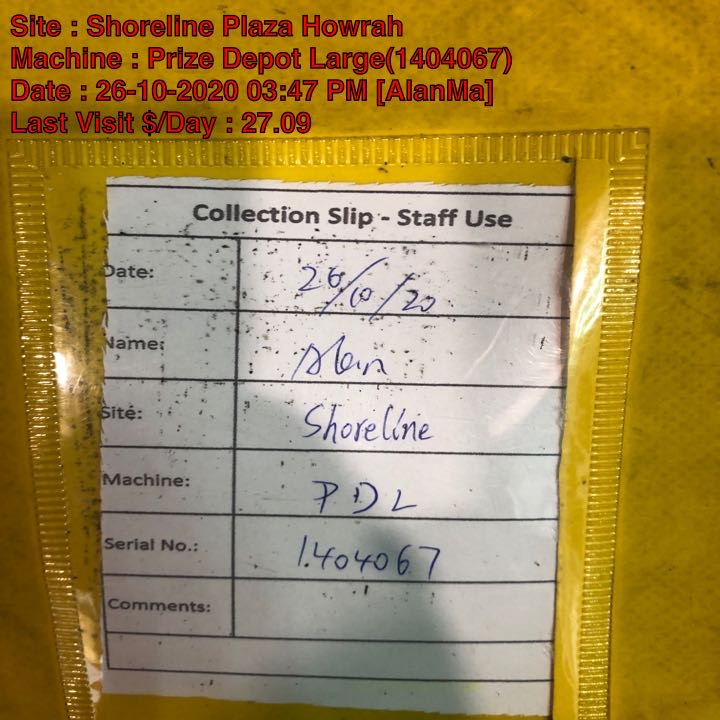 Site : Shoreline Plaza Howrah
Machine : Prize Depot Large(1404067)
Date : 26-10-2020 03:47 PM [AlanMa]
Last Visit $/Day : 27.09
Collection Slip - Staff Use
Date: 26/10/20
Name: Alan
Site: Shoreline
Machine: PDL
Serial No.: 1404067
Comments: